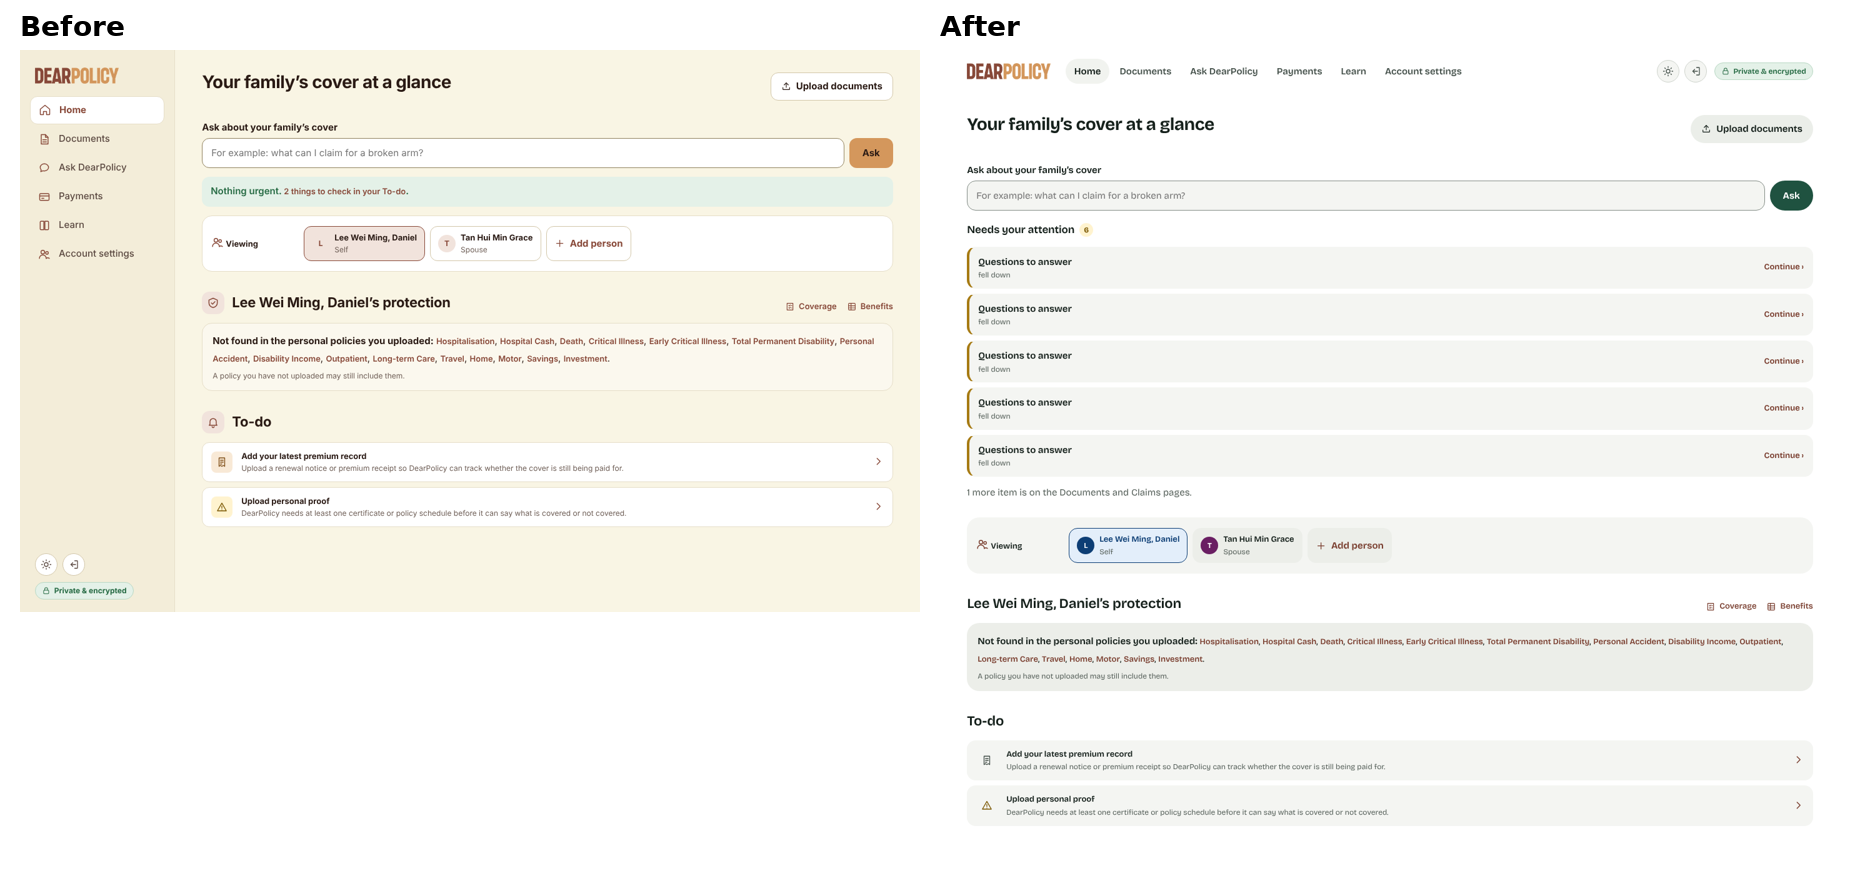 Before
DEARPOLICY
Home
Documents
Ask DearPolicy
Payments
Learn
Account settings
Private & encrypted
Your family's cover at a glance
Upload documents
Ask about your family's cover
For example: what can I claim for a broken arm?
Ask
Nothing urgent. 2 things to check in your To-do.
Viewing
L
Lee Wei Ming, Daniel
Self
T
Tan Hui Min Grace
Spouse
Add person
Lee Wei Ming, Daniel's protection
Coverage
Benefits
Not found in the personal policies you uploaded: Hospitalisation, Hospital Cash, Death, Critical Illness, Early Critical Illness, Total Permanent Disability, Personal
Accident, Disability Income, Outpatient, Long-term Care, Travel, Home, Motor, Savings, Investment.
A policy you have not uploaded may still include them.
To-do
Add your latest premium record
Upload a renewal notice or premium receipt so DearPolicy can track whether the cover is still being paid for.
Upload personal proof
DearPolicy needs at least one certificate or policy schedule before it can say what is covered or not covered.
After
DEARPOLICY
Home
Documents
Ask DearPolicy
Payments
Learn
Account settings
Private & encrypted
Your family's cover at a glance
Upload documents
Ask about your family's cover
For example: what can I claim for a broken arm?
Ask
Needs your attention 6
Questions to answer
fell down
Continue ›
Questions to answer
fell down
Continue ›
Questions to answer
fell down
Continue ›
Questions to answer
fell down
Continue ›
Questions to answer
fell down
Continue ›
1 more item is on the Documents and Claims pages.
Viewing
L
Lee Wei Ming, Daniel
Self
T
Tan Hui Min Grace
Spouse
Add person
Lee Wei Ming, Daniel's protection
Coverage
Benefits
Not found in the personal policies you uploaded: Hospitalisation, Hospital Cash, Death, Critical Illness, Early Critical Illness, Total Permanent Disability, Personal Accident, Disability Income, Outpatient,
Long-term Care, Travel, Home, Motor, Savings, Investment.
A policy you have not uploaded may still include them.
To-do
Add your latest premium record
Upload a renewal notice or premium receipt so DearPolicy can track whether the cover is still being paid for.
Upload personal proof
DearPolicy needs at least one certificate or policy schedule before it can say what is covered or not covered.